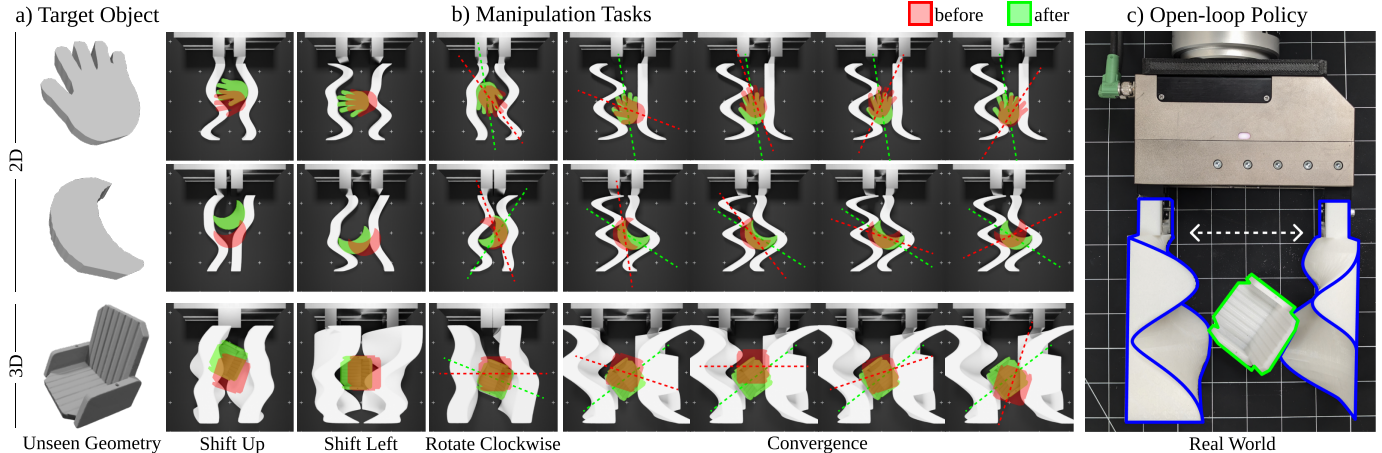 a) Target Object
b) Manipulation Tasks
before
after
c) Open-loop Policy
2D
3D
Unseen Geometry
Shift Up
Shift Left
Rotate Clockwise
Convergence
Real World